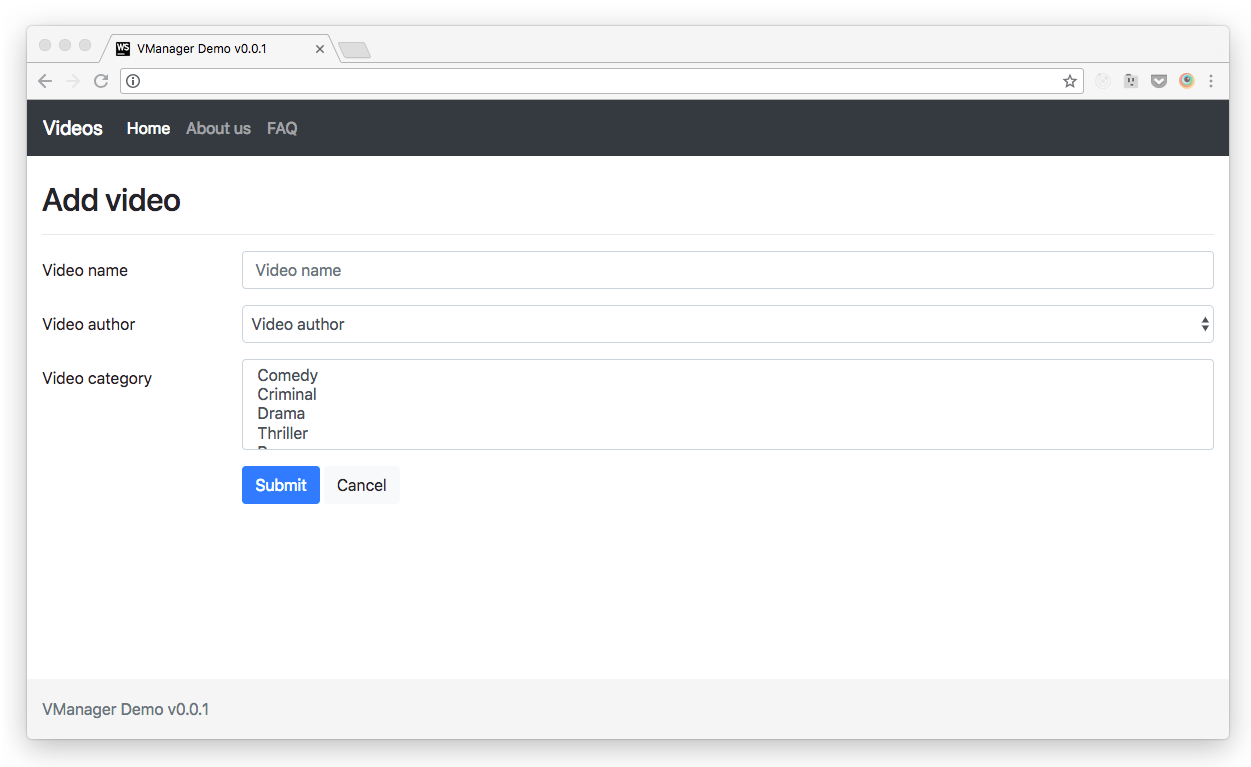 WS VManager Demo v0.0.1
Videos Home About us FAQ
Add video
Video name Video name
Video author Video author
Video category Comedy
Criminal
Drama
Thriller
Submit Cancel
VManager Demo v0.0.1